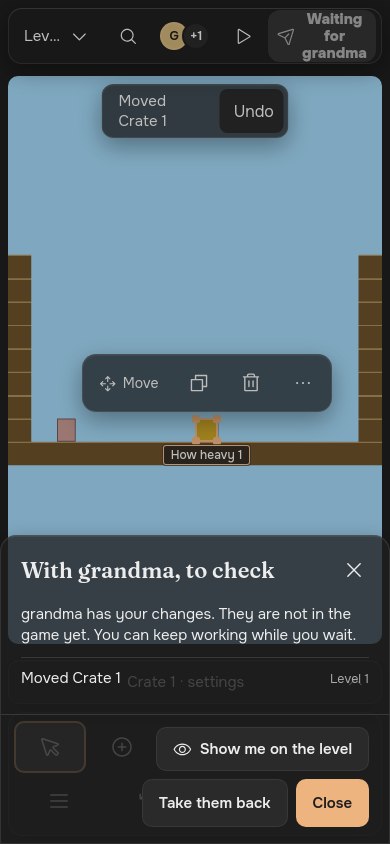 Lev...
G
+1
Waiting
for
grandma
Moved
Crate 1
Undo
Move
How heavy 1
With grandma, to check
grandma has your changes. They are not in the
game yet. You can keep working while you wait.
Moved Crate 1
Crate 1 · settings
Level 1
Show me on the level
Take them back
Close